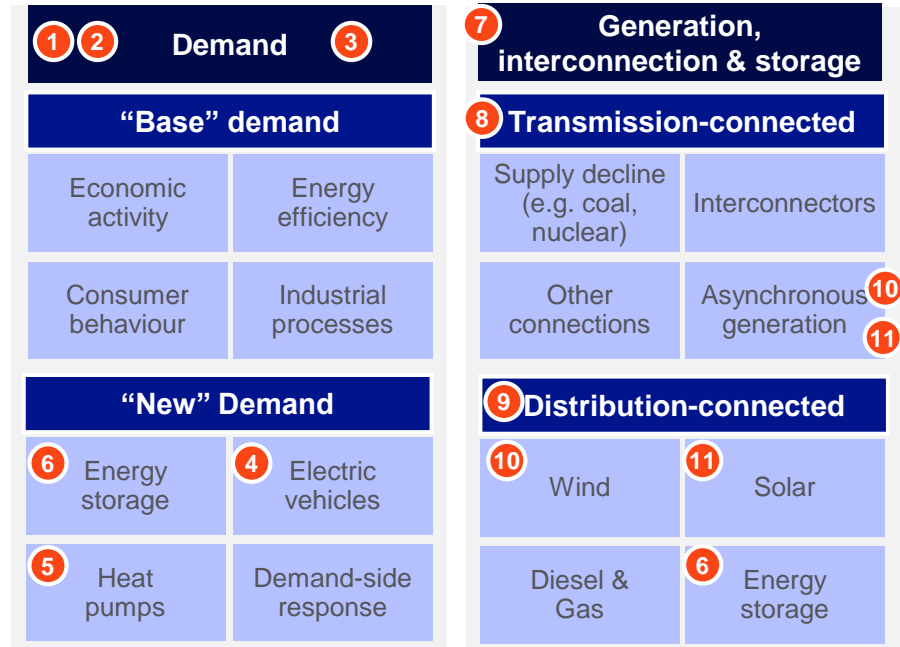 1 2 Demand 3
“Base” demand
Economic
activity
Energy
efficiency
Consumer
behaviour
Industrial
processes
“New” Demand
6 Energy
storage
4 Electric
vehicles
5 Heat
pumps
Demand-side
response
7 Generation,
interconnection & storage
8 Transmission-connected
Supply decline
(e.g. coal,
nuclear)
Interconnectors
Other
connections
Asynchronous 10
generation 11
9 Distribution-connected
10 Wind
11 Solar
Diesel &
Gas
6 Energy
storage